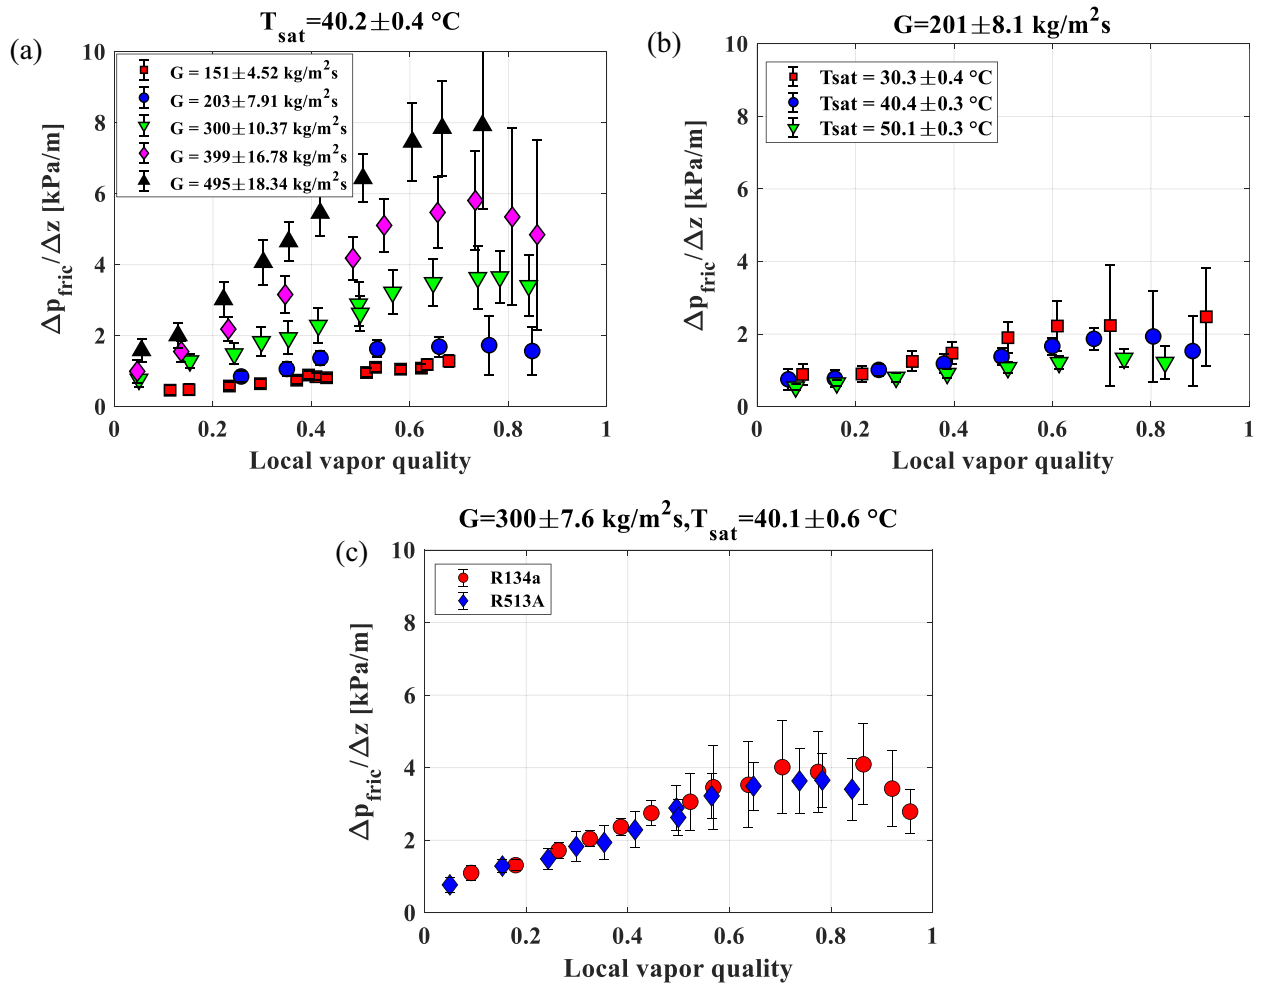 (a)
T_sat=40.2±0.4 °C
G = 151±4.52 kg/m²s
G = 203±7.91 kg/m²s
G = 300±10.37 kg/m²s
G = 399±16.78 kg/m²s
G = 495±18.34 kg/m²s
10
8
6
4
2
0
Δp_fric/Δz [kPa/m]
0 0.2 0.4 0.6 0.8 1
Local vapor quality
(b)
G=201±8.1 kg/m²s
Tsat = 30.3±0.4 °C
Tsat = 40.4±0.3 °C
Tsat = 50.1±0.3 °C
10
8
6
4
2
0
Δp_fric/Δz [kPa/m]
0 0.2 0.4 0.6 0.8 1
Local vapor quality
(c)
G=300±7.6 kg/m²s,T_sat=40.1±0.6 °C
R134a
R513A
10
8
6
4
2
0
Δp_fric/Δz [kPa/m]
0 0.2 0.4 0.6 0.8 1
Local vapor quality